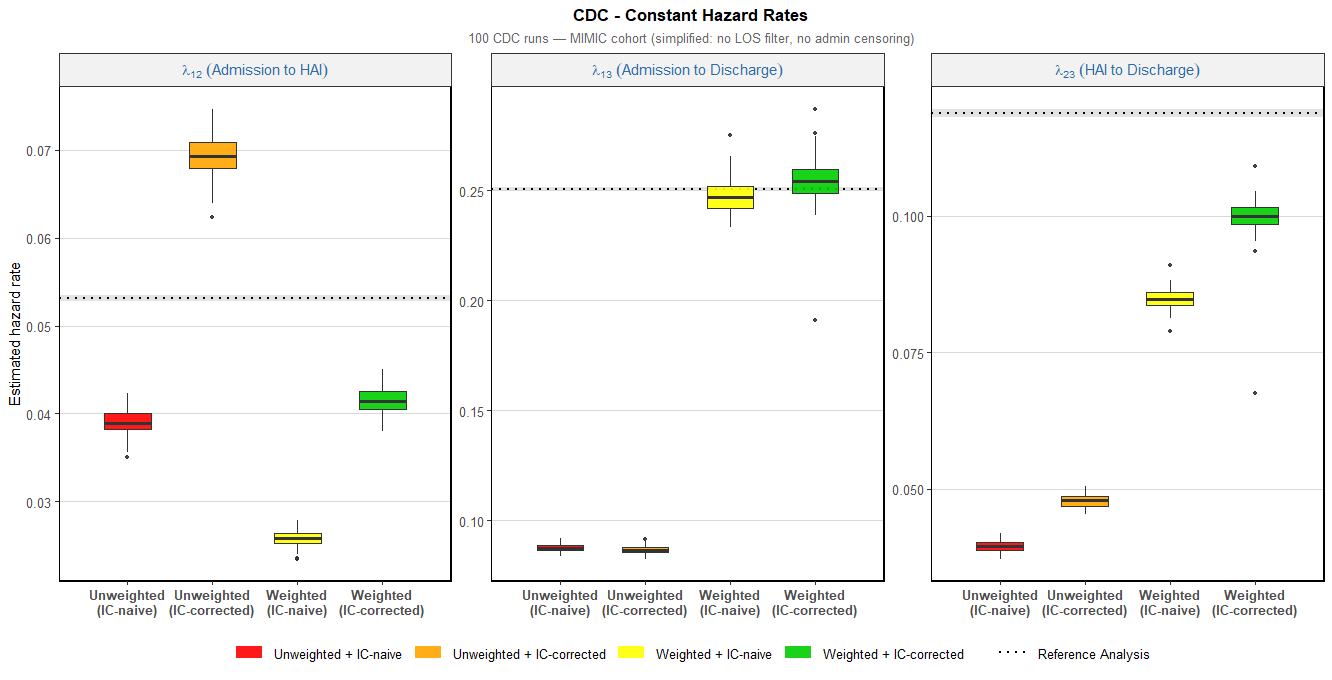 CDC - Constant Hazard Rates
100 CDC runs — MIMIC cohort (simplified: no LOS filter, no admin censoring)
λ12 (Admission to HAI)
λ13 (Admission to Discharge)
λ23 (HAI to Discharge)
Estimated hazard rate
0.07
0.06
0.05
0.04
0.03
0.25
0.20
0.15
0.10
0.100
0.075
0.050
Unweighted Unweighted Weighted Weighted
(IC-naive) (IC-corrected) (IC-naive) (IC-corrected)
Unweighted Unweighted Weighted Weighted
(IC-naive) (IC-corrected) (IC-naive) (IC-corrected)
Unweighted Unweighted Weighted Weighted
(IC-naive) (IC-corrected) (IC-naive) (IC-corrected)
Unweighted + IC-naive Unweighted + IC-corrected Weighted + IC-naive Weighted + IC-corrected Reference Analysis